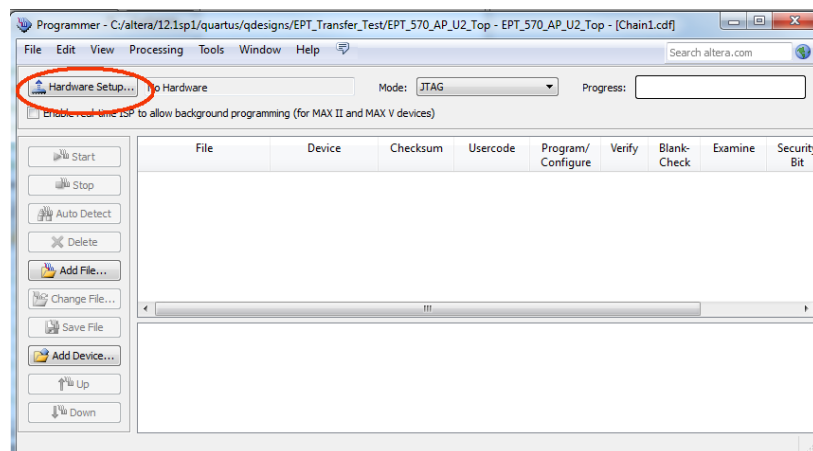 Programmer - C:/altera/12.1sp1/quartus/qdesigns/EPT_Transfer_Test/EPT_570_AP_U2_Top - EPT_570_AP_U2_Top - [Chain1.cdf]
File Edit View Processing Tools Window Help
Search altera.com
Hardware Setup... No Hardware Mode: JTAG Progress:
Enable real-time ISP to allow background programming (for MAX II and MAX V devices)
File Device Checksum Usercode Program/ Verify Blank- Examine Security
Configure Check Bit
Start
Stop
Auto Detect
Delete
Add File...
Change File...
Save File
Add Device...
Up
Down